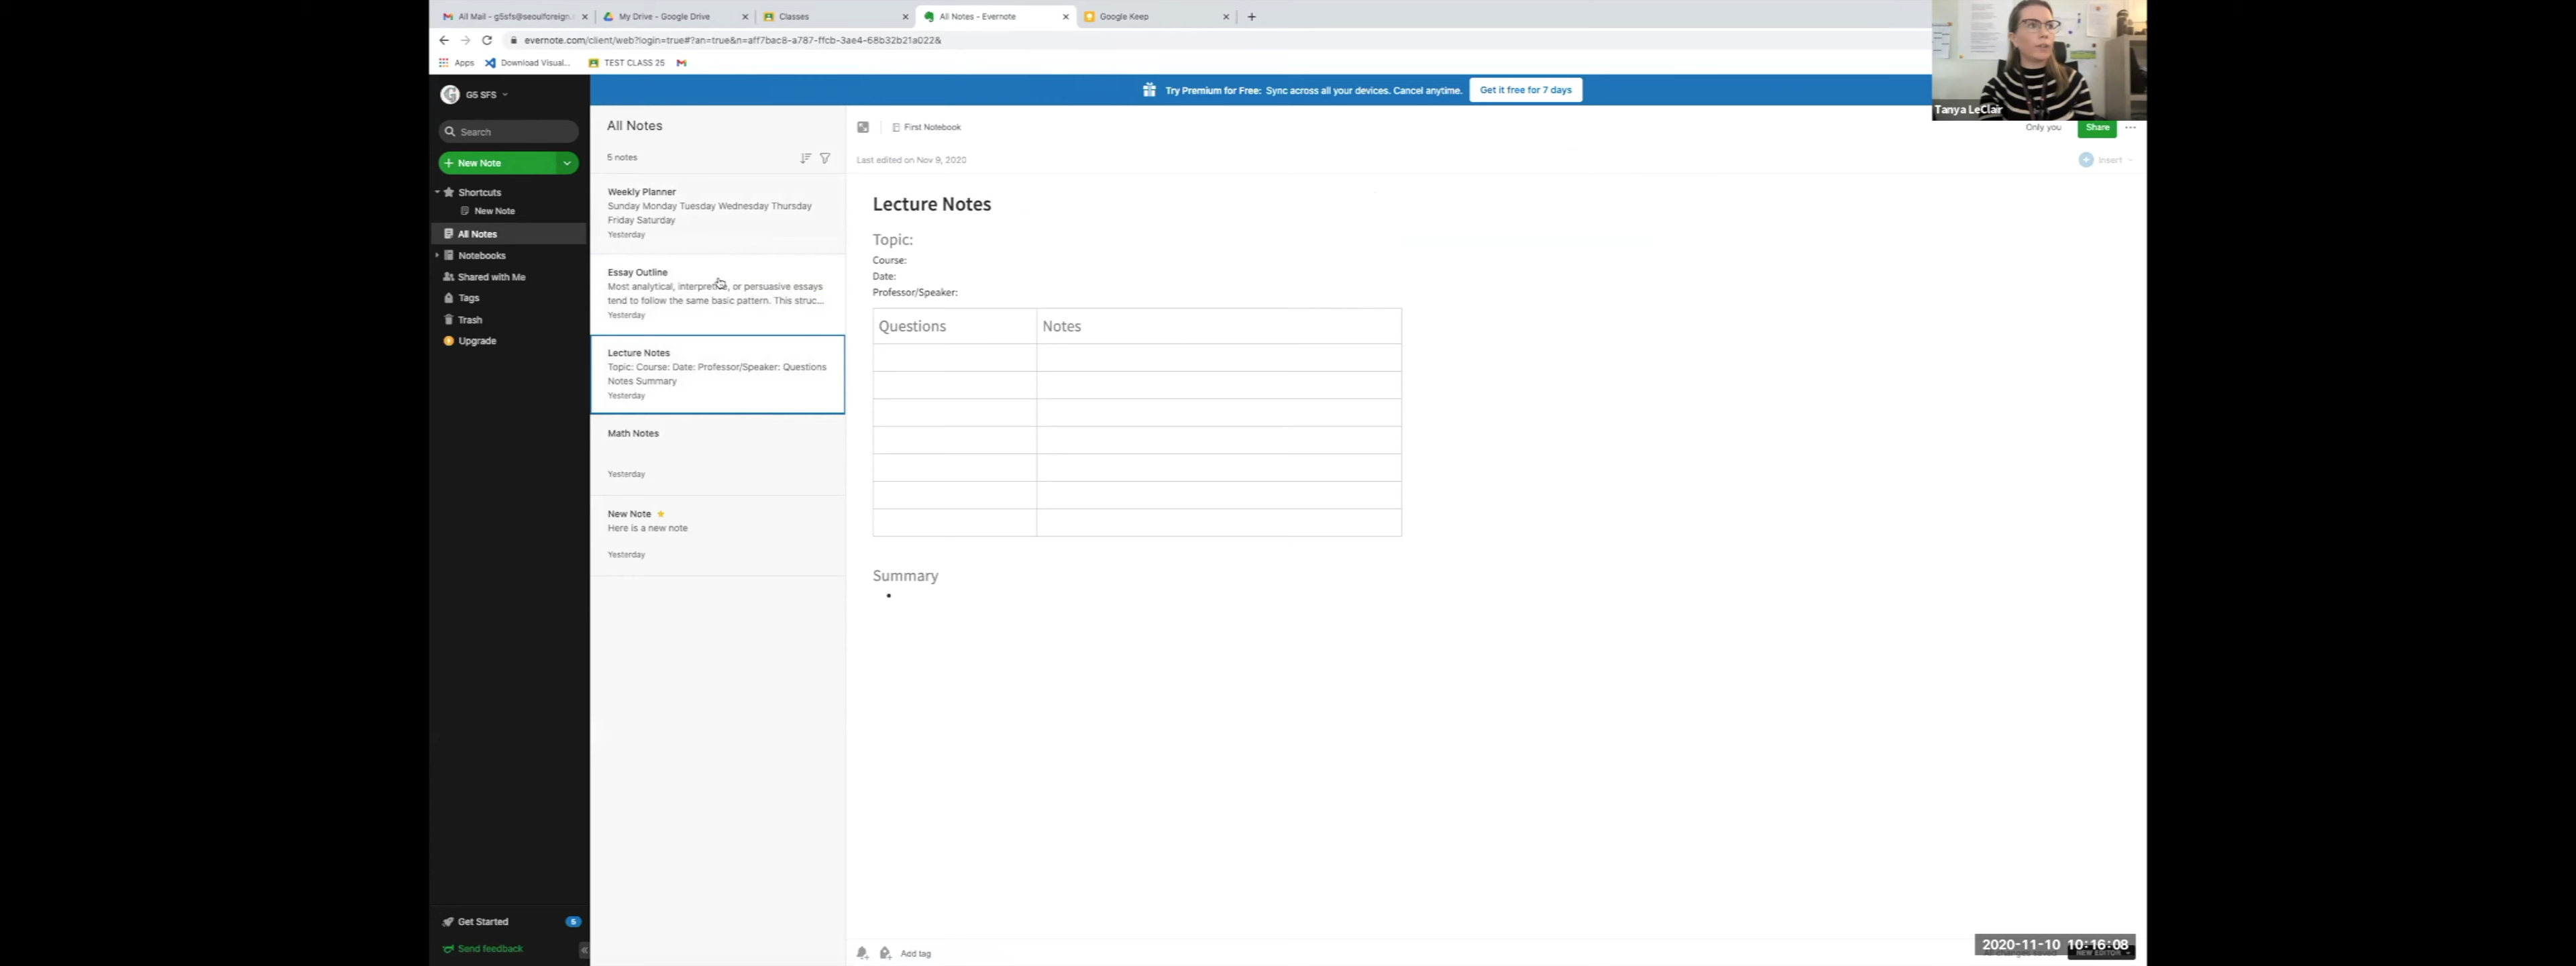 All Mail - g5sfs@seoulforeign.
My Drive - Google Drive
Classes
All Notes - Evernote
Google Keep
evernote.com/client/web?login=true#?an=true&n=aff7bac8-a787-ffcb-3ae4-68b32b21a022&
Apps
Download Visual...
TEST CLASS 25
Tanya LeClair
G5 SFS
Try Premium for Free: Sync across all your devices. Cancel anytime.
Get it free for 7 days
Search
New Note
Shortcuts
New Note
All Notes
Notebooks
Shared with Me
Tags
Trash
Upgrade
Get Started
5
Send feedback
All Notes
5 notes
Weekly Planner
Sunday Monday Tuesday Wednesday Thursday
Friday Saturday
Yesterday
Essay Outline
Most analytical, or persuasive essays
tend to follow the same basic pattern. This struc...
Yesterday
Lecture Notes
Topic: Course: Date: Professor/Speaker: Questions
Notes Summary
Yesterday
Math Notes
Yesterday
New Note
Here is a new note
Yesterday
First Notebook
Only you
Share
Last edited on Nov 9, 2020
Insert
Lecture Notes
Topic:
Course:
Date:
Professor/Speaker:
Questions
Notes
Summary
Add tag
2020-11-10 10:16:08
NEW EDITOR